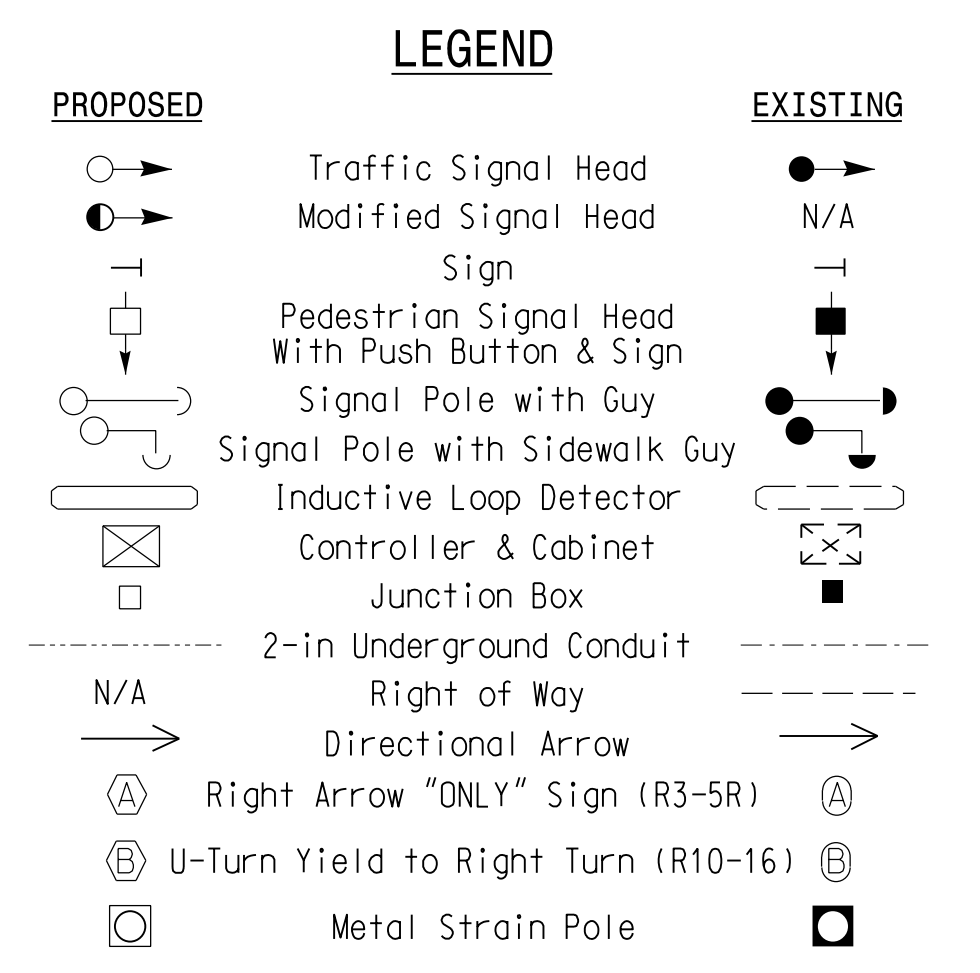 LEGEND
PROPOSED EXISTING
Traffic Signal Head
Modified Signal Head N/A
Sign
Pedestrian Signal Head
With Push Button & Sign
Signal Pole with Guy
Signal Pole with Sidewalk Guy
Inductive Loop Detector
Controller & Cabinet
Junction Box
2-in Underground Conduit
N/A Right of Way
Directional Arrow
A Right Arrow "ONLY" Sign (R3-5R) A
B U-Turn Yield to Right Turn (R10-16) B
Metal Strain Pole